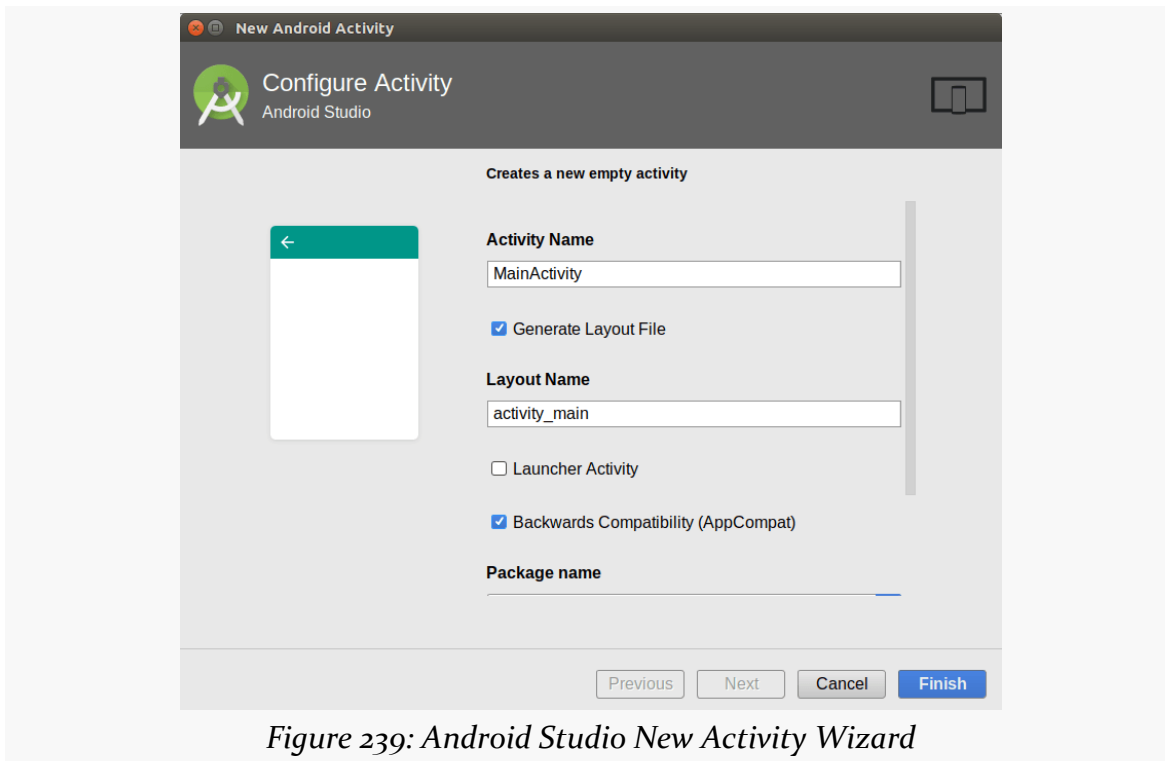 New Android Activity
Configure Activity
Android Studio
Creates a new empty activity
Activity Name
MainActivity
Generate Layout File
Layout Name
activity_main
Launcher Activity
Backwards Compatibility (AppCompat)
Package name
Previous Next Cancel Finish
Figure 239: Android Studio New Activity Wizard